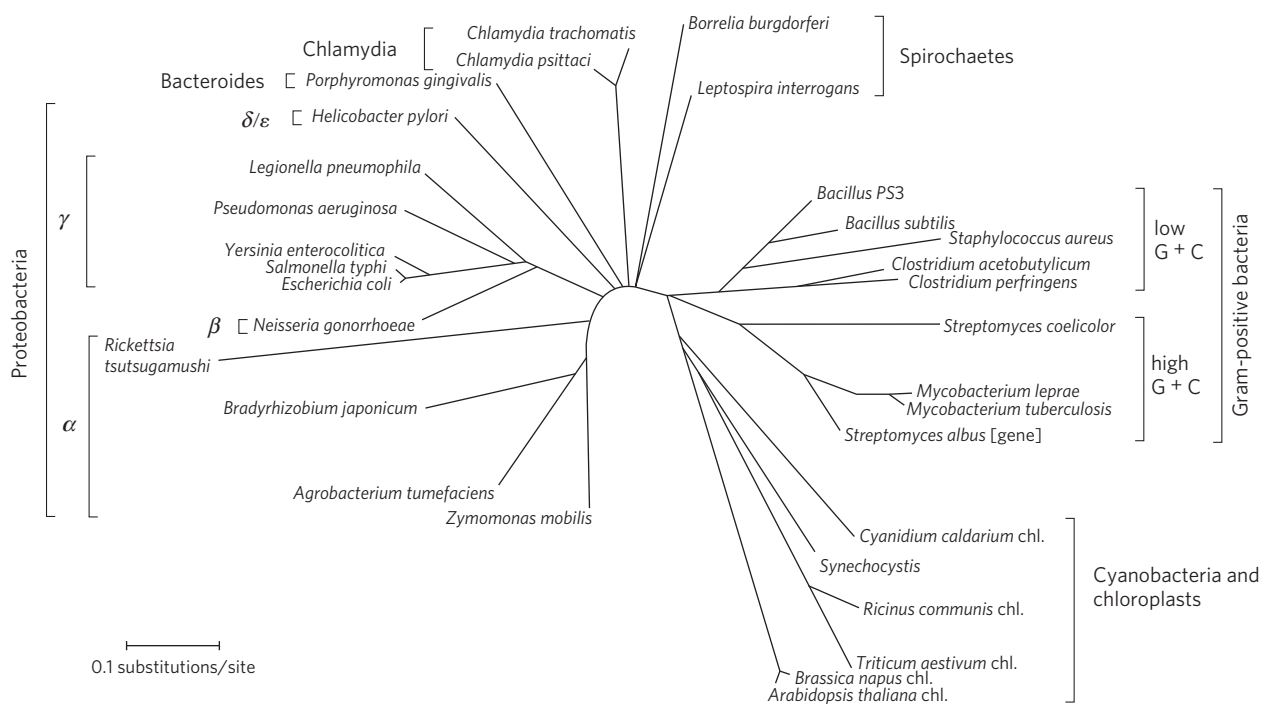 Chlamydia
Chlamydia trachomatis
Chlamydia psittaci
Bacteroides
Porphyromonas gingivalis
δ/ε
Helicobacter pylori
Legionella pneumophila
γ
Pseudomonas aeruginosa
Yersinia enterocolitica
Salmonella typhi
Escherichia coli
β
Neisseria gonorrhoeae
Proteobacteria
Rickettsia
tsutsugamushi
Bradyrhizobium japonicum
α
Agrobacterium tumefaciens
Zymomonas mobilis
Borrelia burgdorferi
Leptospira interrogans
Spirochaetes
Bacillus PS3
Bacillus subtilis
Staphylococcus aureus
Clostridium acetobutylicum
Clostridium perfringens
low
G + C
Streptomyces coelicolor
Mycobacterium leprae
Mycobacterium tuberculosis
Streptomyces albus [gene]
high
G + C
Gram-positive bacteria
Cyanidium caldarium chl.
Synechocystis
Ricinus communis chl.
Triticum aestivum chl.
Brassica napus chl.
Arabidopsis thaliana chl.
Cyanobacteria and
chloroplasts
0.1 substitutions/site